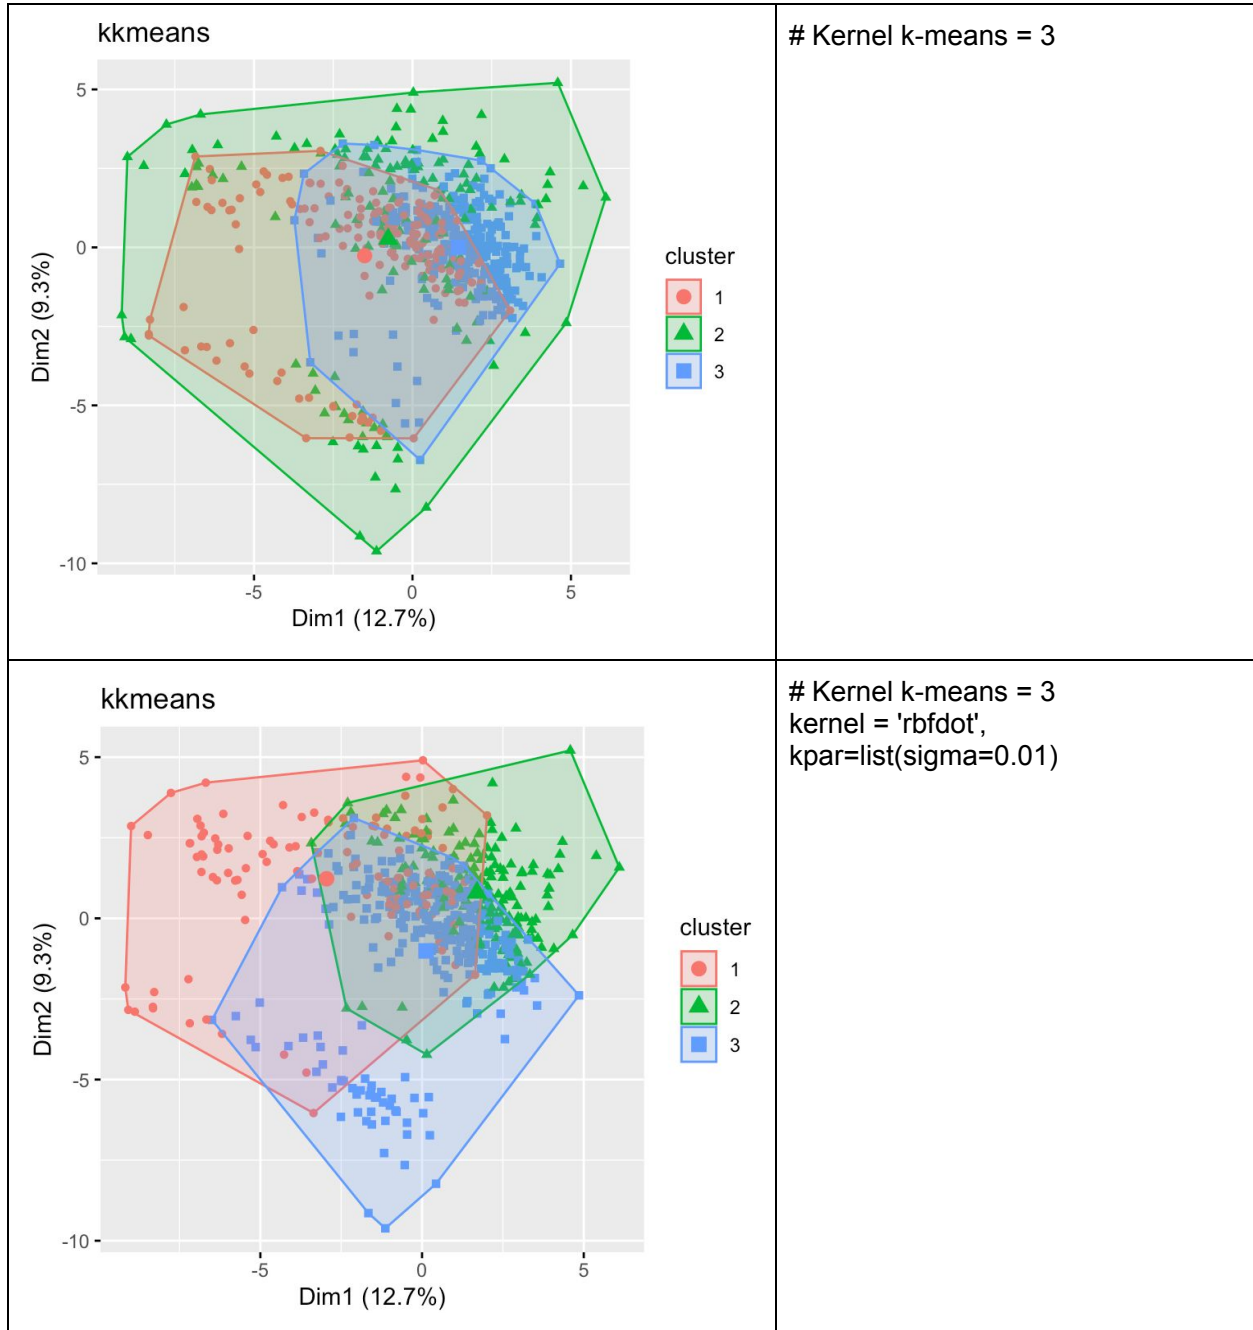 kkmeans
# Kernel k-means = 3
5
0
-5
-10
Dim2 (9.3%)
-5
0
5
Dim1 (12.7%)
cluster
1
2
3
kkmeans
# Kernel k-means = 3
kernel = 'rbfdot',
kpar=list(sigma=0.01)
5
0
-5
-10
Dim2 (9.3%)
-5
0
5
Dim1 (12.7%)
cluster
1
2
3